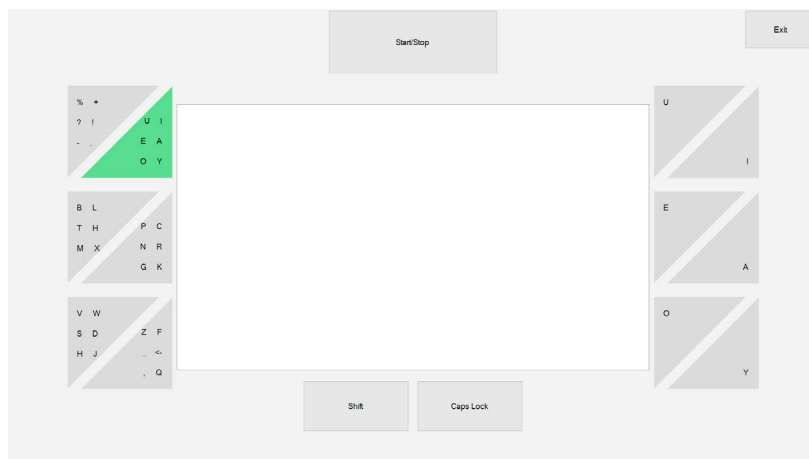 Start/Stop
Exit
% *
? !
- .
U I
E A
O Y
B L
T H
M X
P C
N R
G K
V W
S D
H J
Z F
_ <-
, Q
U
I
E
A
O
Y
Shift
Caps Lock